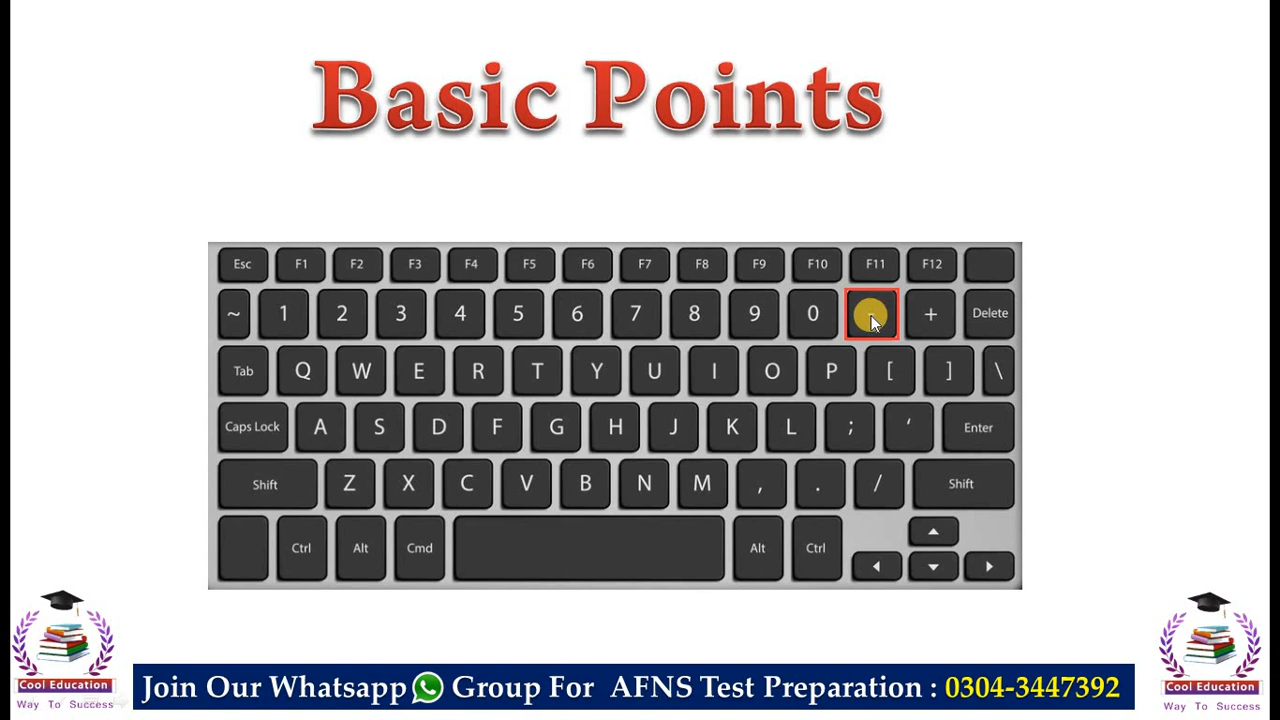 Basic Points
Esc F1 F2 F3 F4 F5 F6 F7 F8 F9 F10 F11 F12
~ 1 2 3 4 5 6 7 8 9 0 + Delete
Tab Q W E R T Y U I O P [ ] \
Caps Lock A S D F G H J K L ; ‘ Enter
Shift Z X C V B N M , . / Shift
Ctrl Alt Cmd Alt Ctrl
Cool Education
Way To Success
Join Our Whatsapp Group For AFNS Test Preparation : 0304-3447392
Cool Education
Way To Success